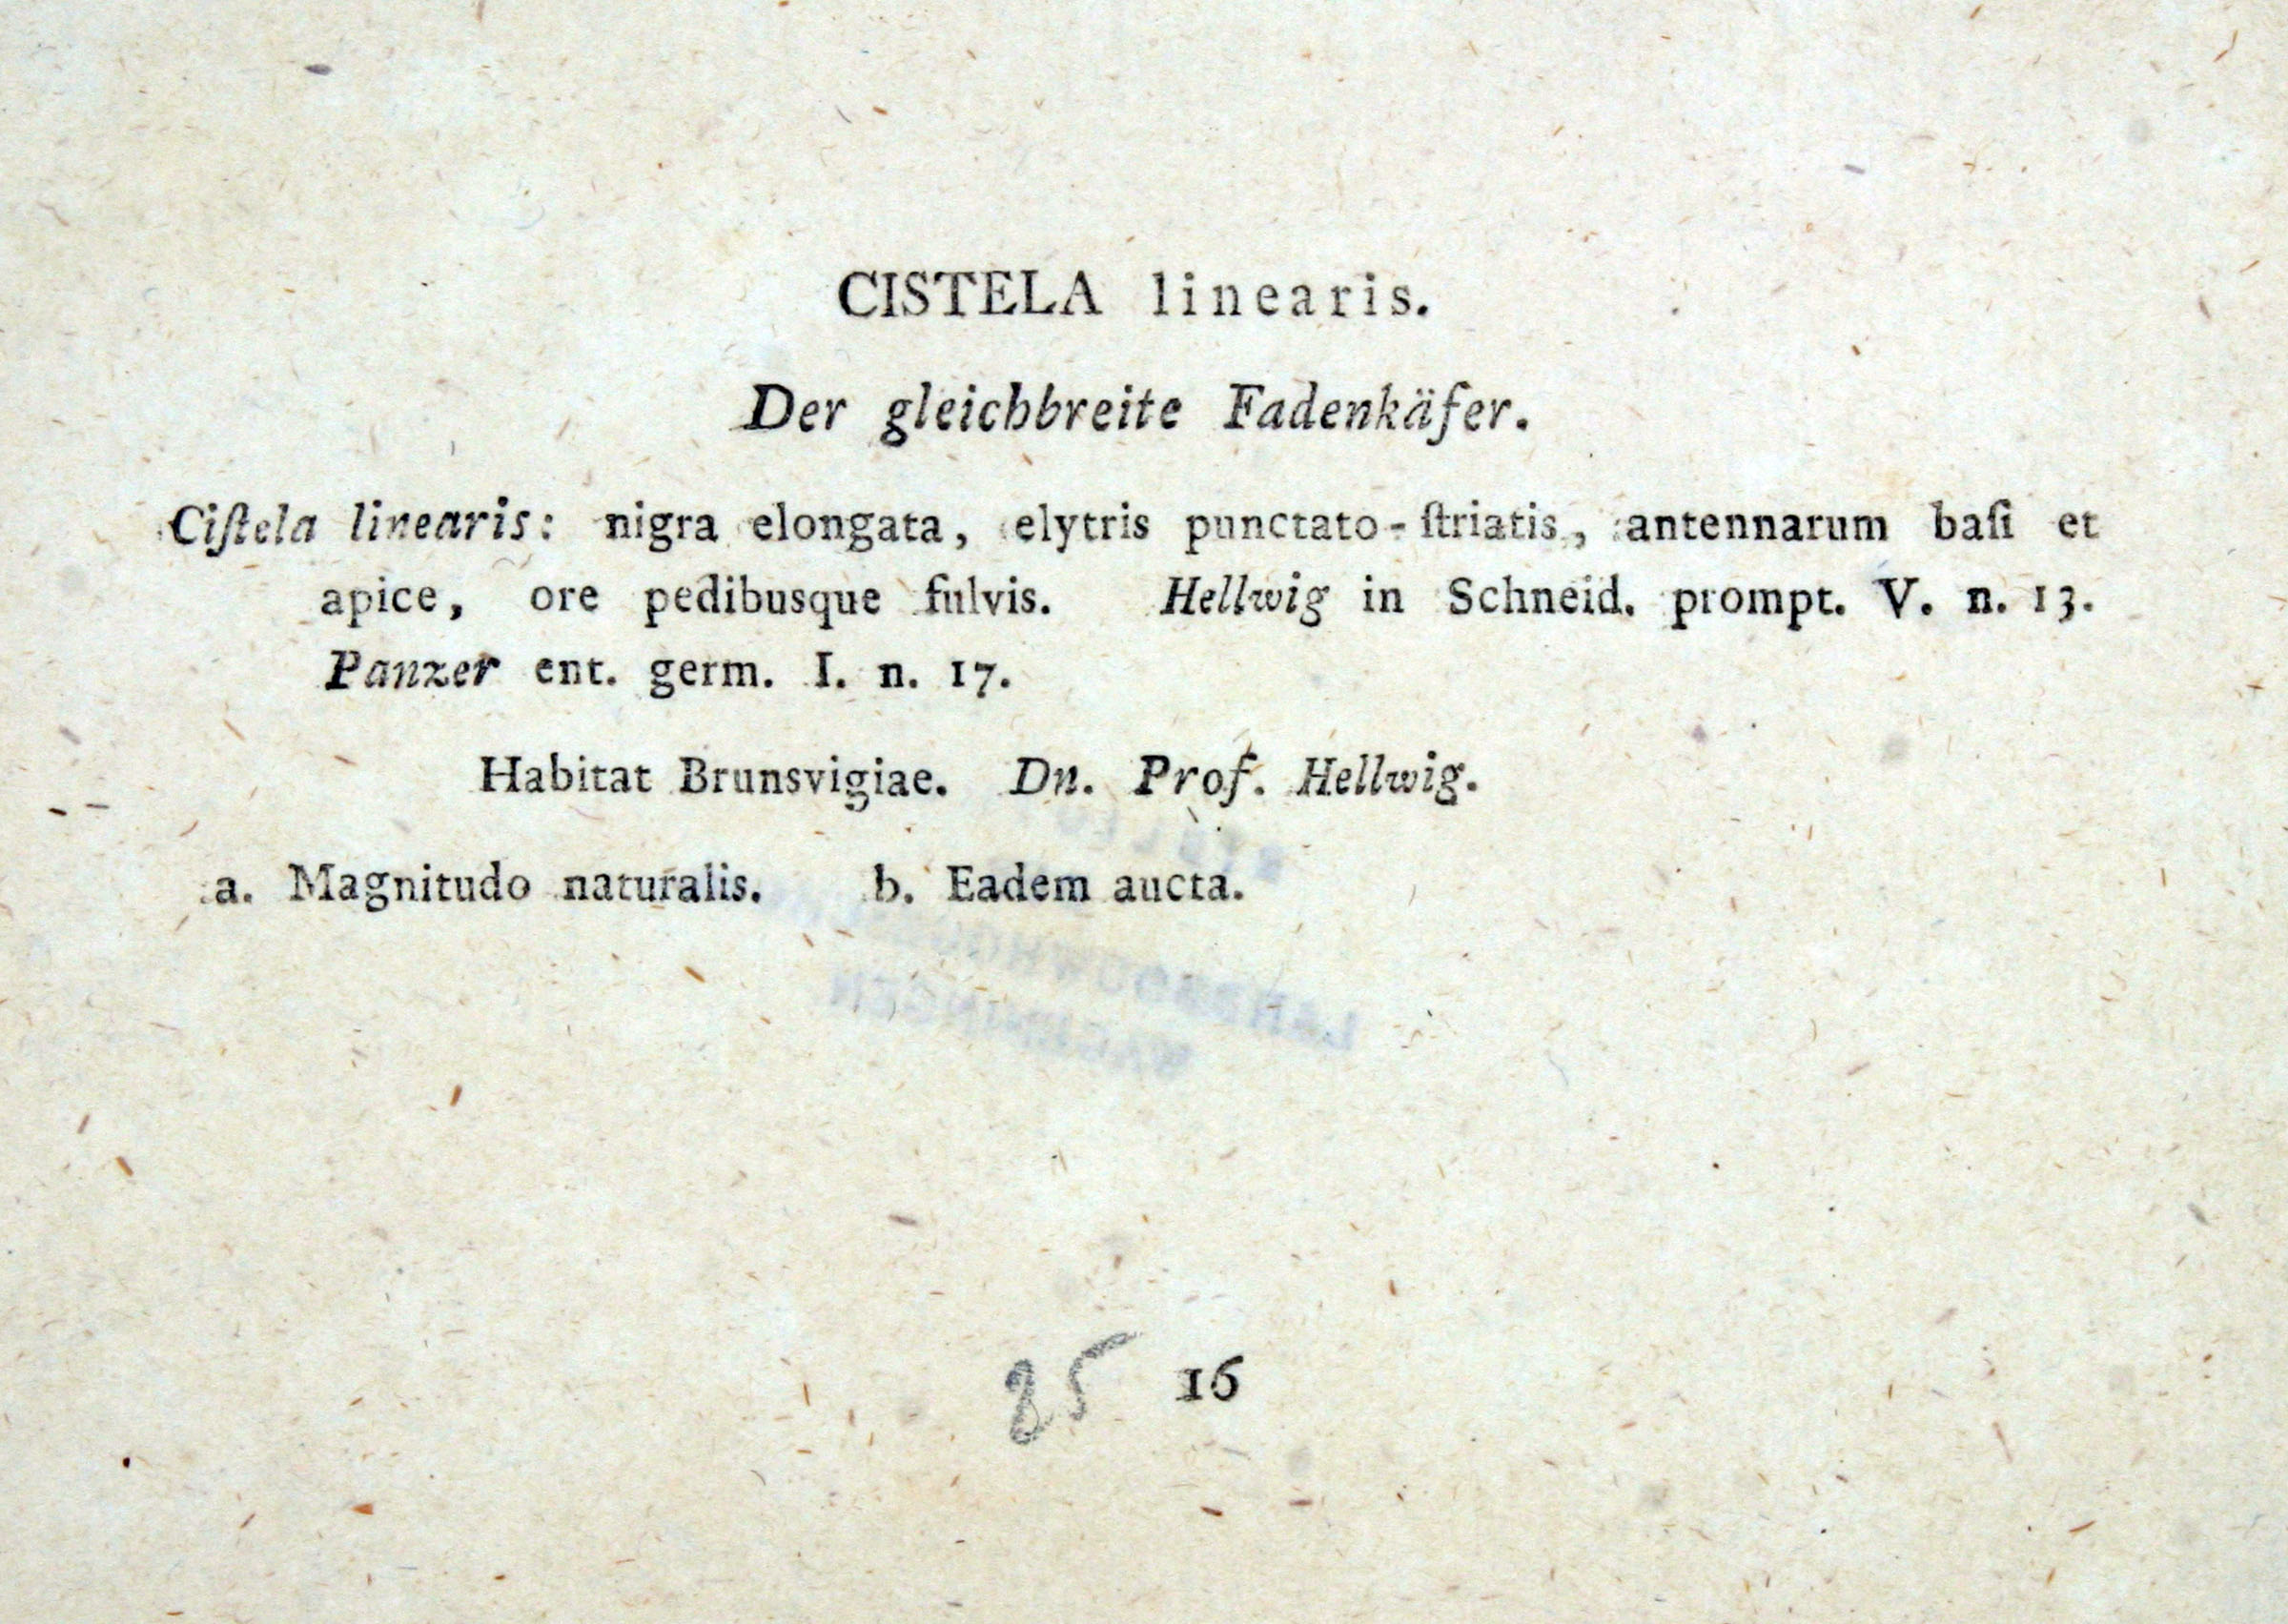 CISTELA linearis.
Der gleichbreite Fadenkäfer.
Ciſtela linearis: nigra elongata, elytris punctato-ſtriatis, antennarum baſi et
apice, ore pedibusque fulvis. Hellwig in Schneid. prompt. V. n. 13.
Panzer ent. germ. I. n. 17.
Habitat Brunsvigiae. Dn. Prof. Hellwig.
a. Magnitudo naturalis. b. Eadem aucta.
85 16